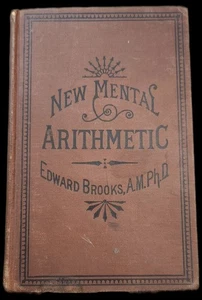 NEW MENTAL
ARITHMETIC
EDWARD BROOKS, A.M. Ph.D.